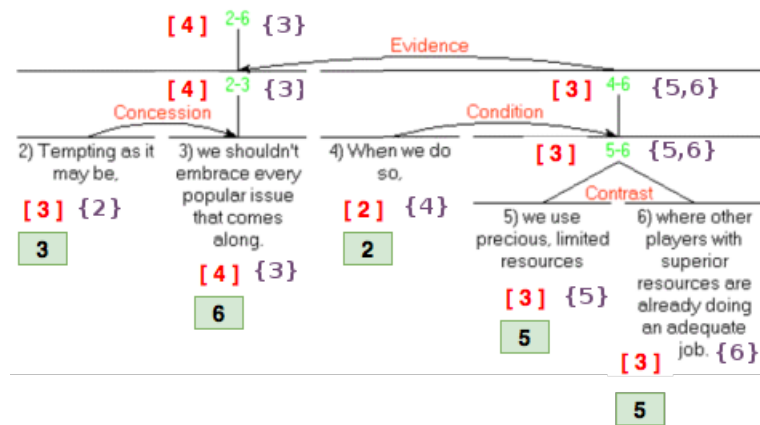 [ 4 ] 2-6 {3}
Evidence
[ 4 ] 2-3 {3}
[ 3 ] 4-6 {5,6}
Concession
Condition
2) Tempting as it
may be,
[ 3 ] {2}
3
3) we shouldn't
embrace every
popular issue
that comes
along.
[ 4 ] {3}
6
4) When we do
so,
[ 2 ] {4}
2
[ 3 ] 5-6 {5,6}
Contrast
5) we use
precious, limited
resources
[ 3 ] {5}
5
6) where other
players with
superior
resources are
already doing
an adequate
job. {6}
[ 3 ]
5